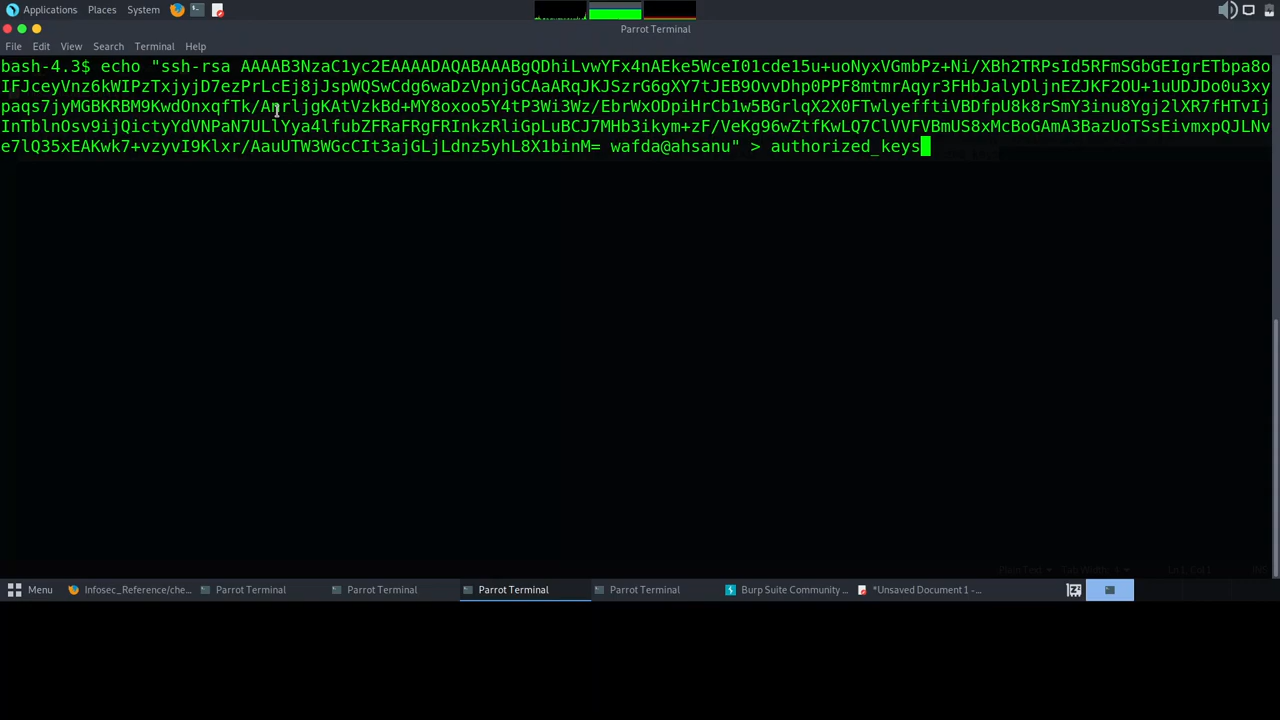 Applications Places System
Parrot Terminal
File Edit View Search Terminal Help
bash-4.3$ echo "ssh-rsa AAAAB3NzaC1yc2EAAAADAQABAAABgQDhiLvwYFx4nAEke5WceI01cde15u+uoNyxVGmbPz+Ni/XBh2TRPsId5RFmSGbGEIgrETbpa8o
IFJceyVnz6kWIPzTxjyjD7ezPrLcEj8jJspWQSwCdg6waDzVpnjGCAaARqJKJSzrG6gXY7tJEB9OvvDhp0PPF8mtmrAqyr3FHbJalyDljnEZJKF2OU+1uUDJDo0u3xy
paqs7jyMGBKRBM9KwdOnxqfTk/AnrljgKAtVzkBd+MY8oxoo5Y4tP3Wi3Wz/EbrWxODpiHrCb1w5BGrlqX2X0FTwlyefftiVBDfpU8k8rSmY3inu8Ygj2lXR7fHTvIj
InTblnOsv9ijQictyYdVNPaN7ULlYya4lfubZFRaFRgFRInkzRliGpLuBCJ7MHb3ikym+zF/VeKg96wZtfKwLQ7ClVVFVBmUS8xMcBoGAmA3BazUoTSsEivmxpQJLNv
e7lQ35xEAKwk7+vzyvI9Klxr/AauUTW3WGcCIt3ajGLjLdnz5yhL8X1binM= wafda@ahsanu" > authorized_keys
Menu Infosec_Reference/che... Parrot Terminal Parrot Terminal Parrot Terminal Parrot Terminal Burp Suite Community ... *Unsaved Document 1 -...